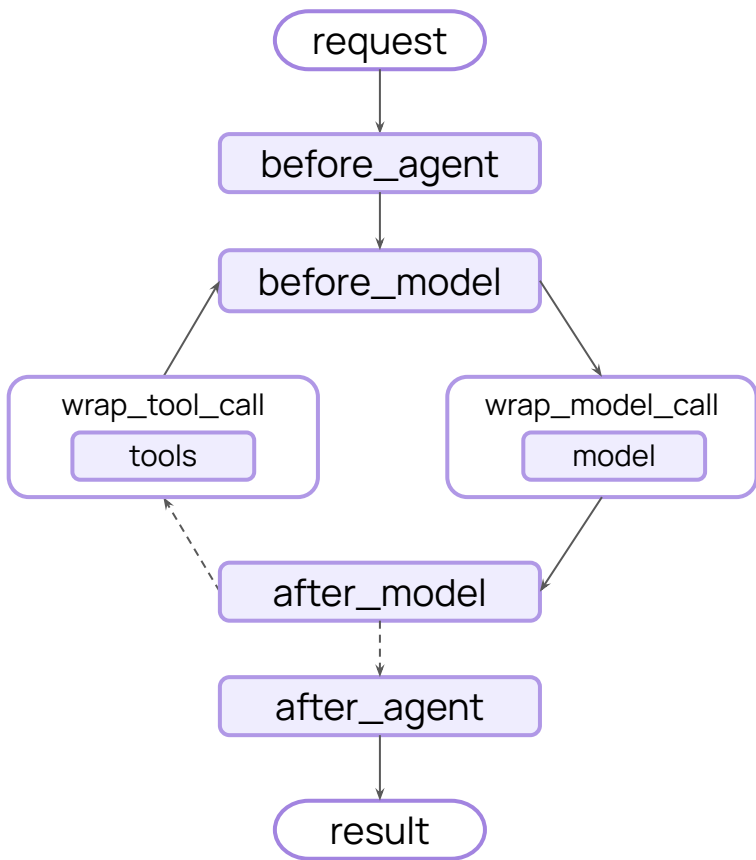 request
before_agent
before_model
wrap_tool_call
tools
wrap_model_call
model
after_model
after_agent
result